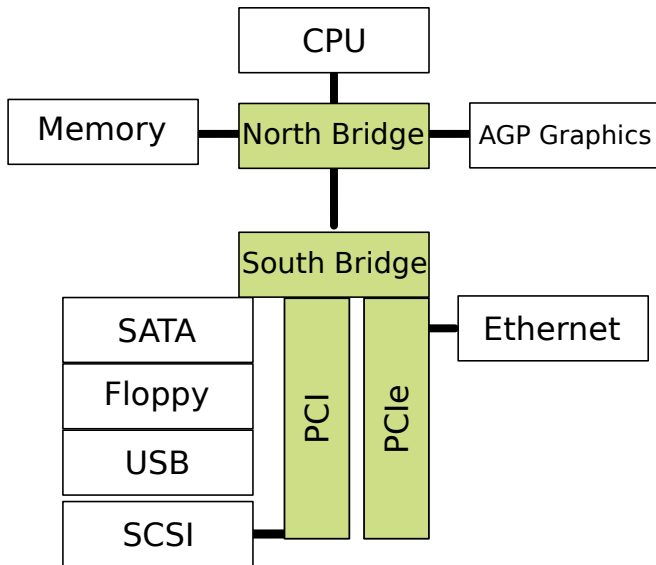 CPU
Memory
North Bridge
AGP Graphics
South Bridge
SATA
Floppy
USB
SCSI
PCI
PCIe
Ethernet